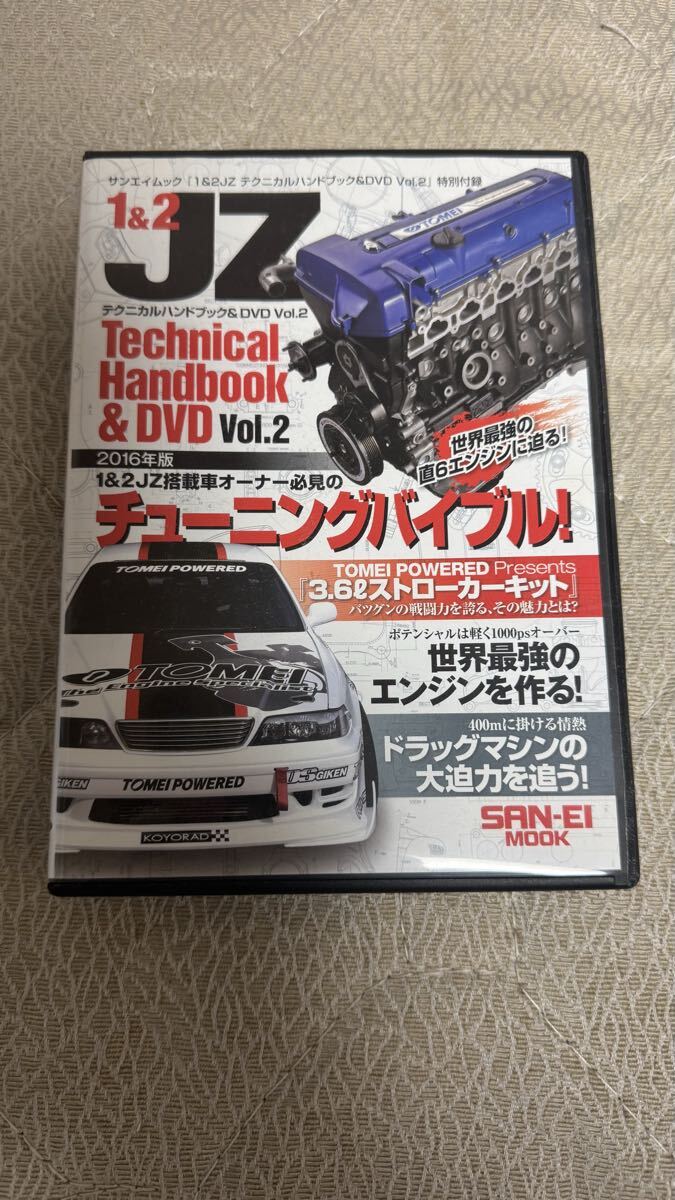 サンエイムック「1&2JZ テクニカルハンドブック&DVD Vol.2」特別付録
1&2
JZ
TOMEI
テクニカルハンドブック& DVD Vol.2
Technical
Handbook
& DVD Vol.2
世界最強の
直6エンジンに迫る!
2016年版
1&2JZ搭載車オーナー必見の
チューニングバイブル!
TOMEI POWERED Presents
『3.6ℓストローカーキット』
バツグンの戦闘力を誇る、その魅力とは?
ポテンシャルは軽く1000psオーバー
世界最強の
エンジンを作る!
400mに掛ける情熱
ドラッグマシンの
大迫力を追う!
SAN-EI
MOOK
TOMEI POWERED
TOMEI
The Engine Specialist
GIKEN
TOMEI POWERED
OS GIKEN
KOYORAD